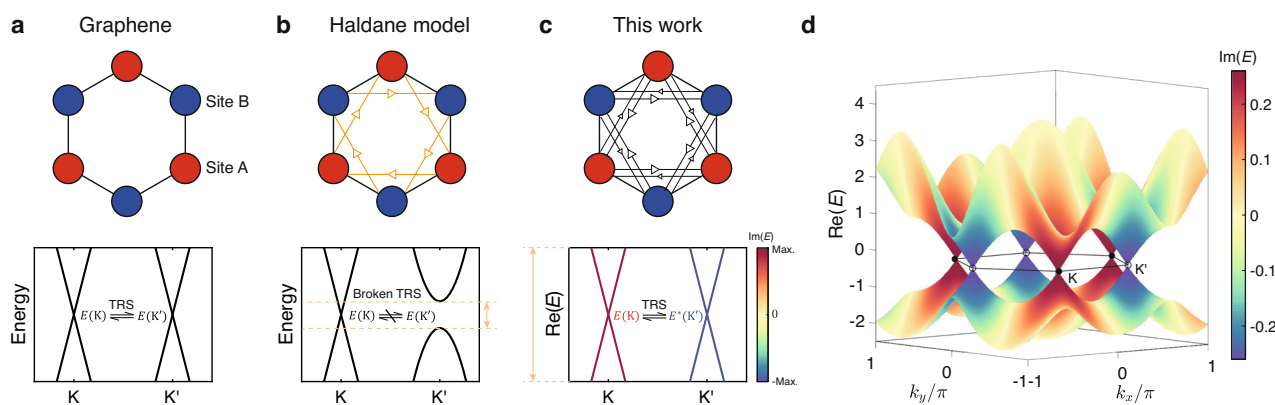 a
Graphene
Site B
Site A
Energy
TRS
E(K) ⇌ E(K')
K
K'
b
Haldane model
Energy
Broken TRS
E(K) ⇌ E(K')
K
K'
c
This work
Re(E)
TRS
E(K) ⇌ E*(K')
K
K'
Im(E)
Max.
0
-Max.
d
Im(E)
0.2
0.1
0
-0.1
-0.2
Re(E)
4
3
2
1
0
-1
-2
K
K'
1
0
-1
k_y/π
-1
0
1
k_x/π